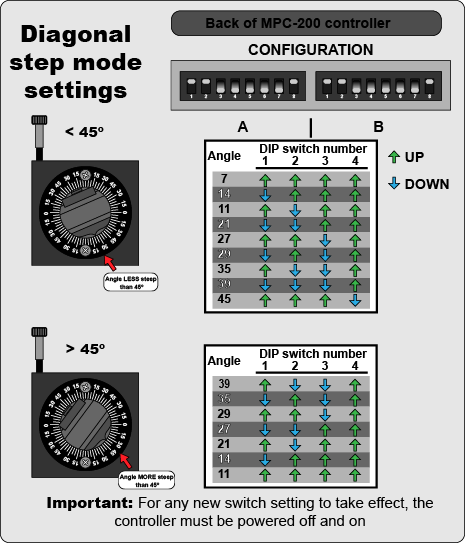 Diagonal
step mode
settings
Back of MPC-200 controller
CONFIGURATION
1 2 3 4 5 6 7 8 1 2 3 4 5 6 7 8
A B
< 45º
Angle LESS steep
than 45º
Angle DIP switch number
1 2 3 4
7
14
11
21
27
29
35
39
45
UP
DOWN
> 45º
Angle MORE steep
than 45º
Angle DIP switch number
1 2 3 4
39
35
29
27
21
14
11
Important: For any new switch setting to take effect, the
controller must be powered off and on